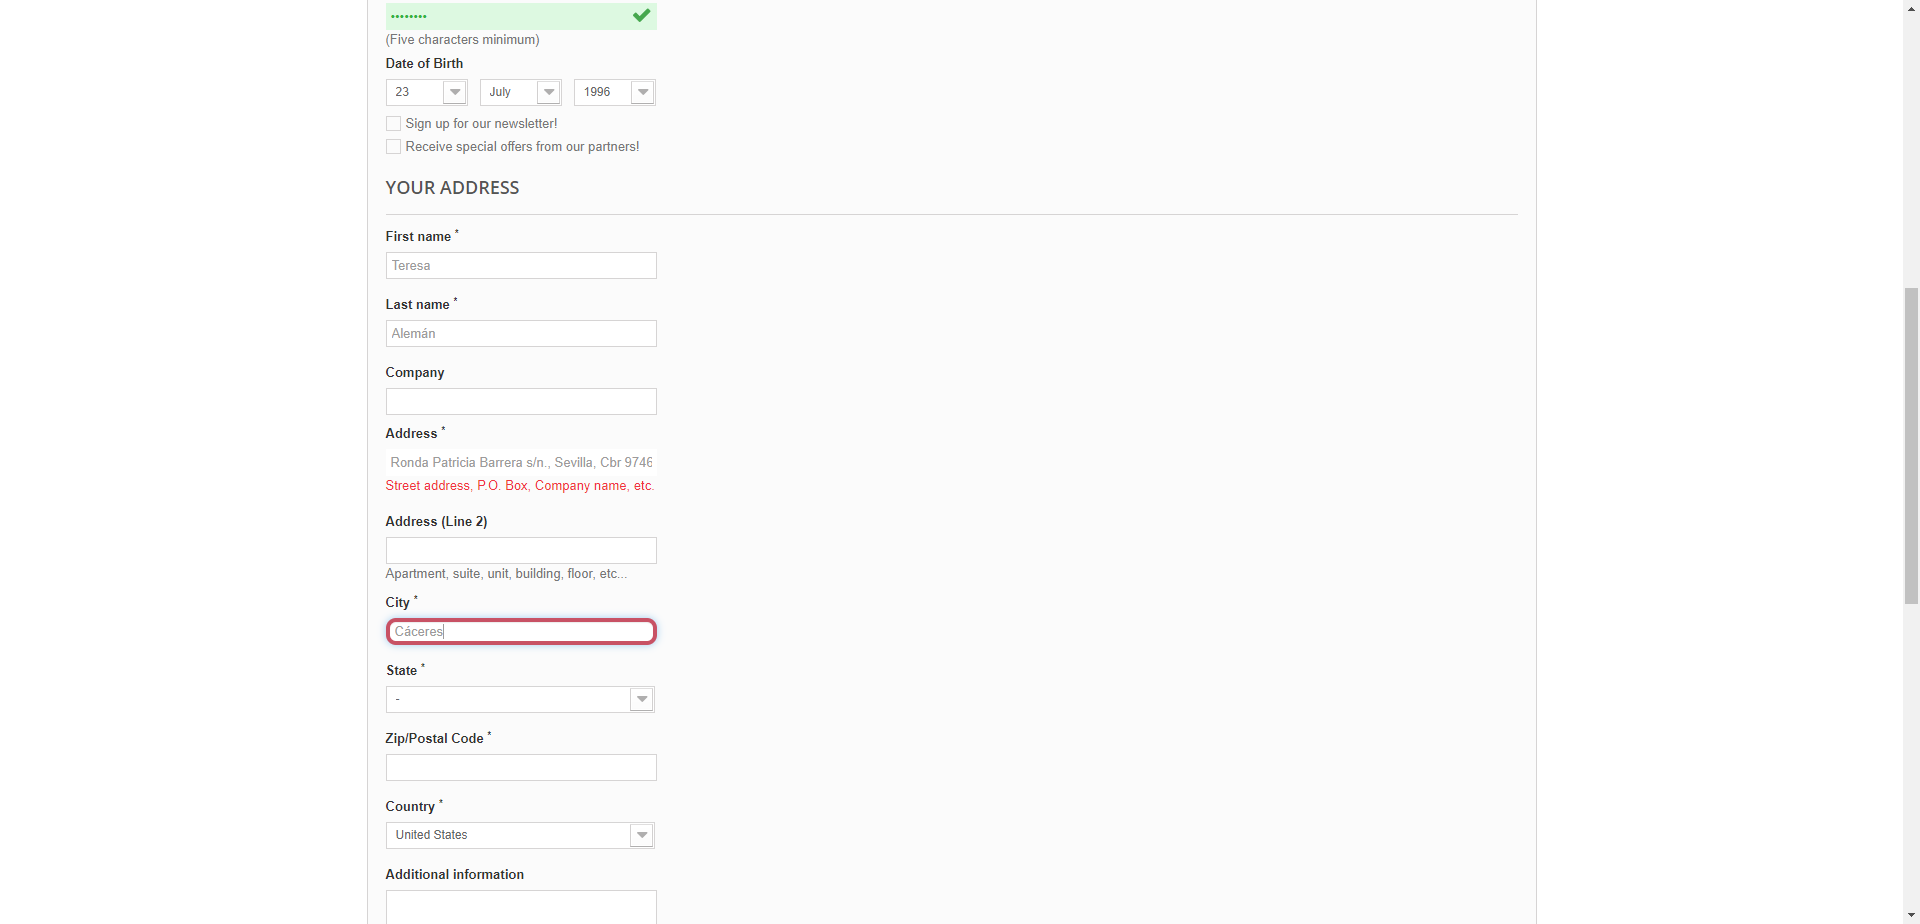 ••••••••
(Five characters minimum)
Date of Birth
23 July 1996
Sign up for our newsletter!
Receive special offers from our partners!
YOUR ADDRESS
First name *
Teresa
Last name *
Alemán
Company
Address *
Ronda Patricia Barrera s/n., Sevilla, Cbr 9746
Street address, P.O. Box, Company name, etc.
Address (Line 2)
Apartment, suite, unit, building, floor, etc...
City *
Cáceres
State *
-
Zip/Postal Code *
Country *
United States
Additional information